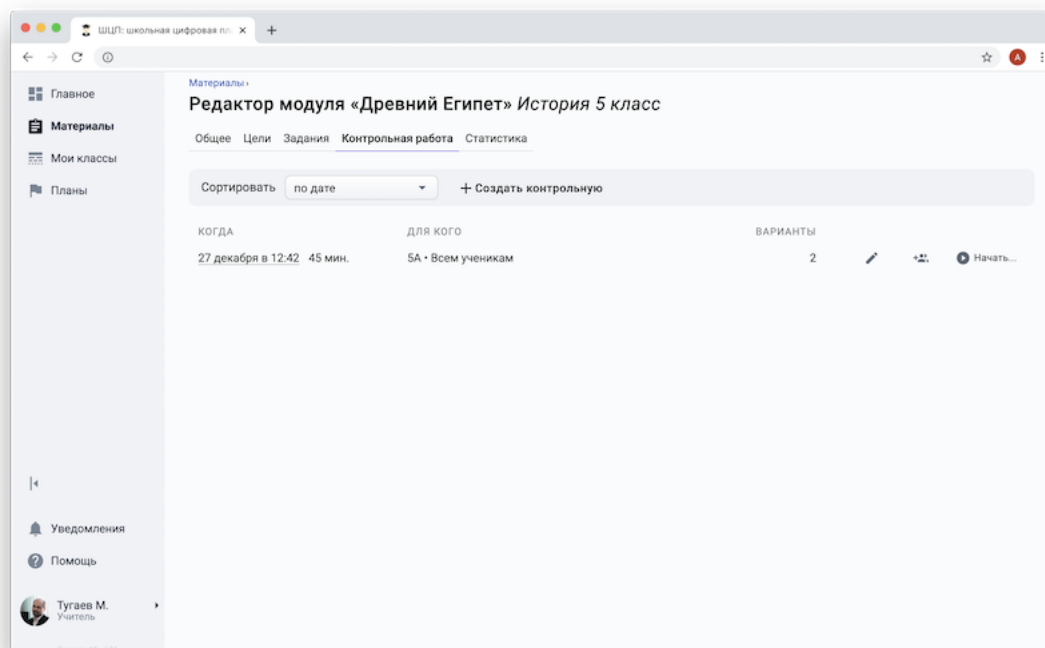 ШЦП: школьная цифровая пл
Материалы ›
Редактор модуля «Древний Египет» История 5 класс
Общее Цели Задания Контрольная работа Статистика
Сортировать по дате + Создать контрольную
КОГДА ДЛЯ КОГО ВАРИАНТЫ
27 декабря в 12:42 45 мин. 5А • Всем ученикам 2 Начать...
Главное
Материалы
Мои классы
Планы
Уведомления
Помощь
Тугаев М.
Учитель
А